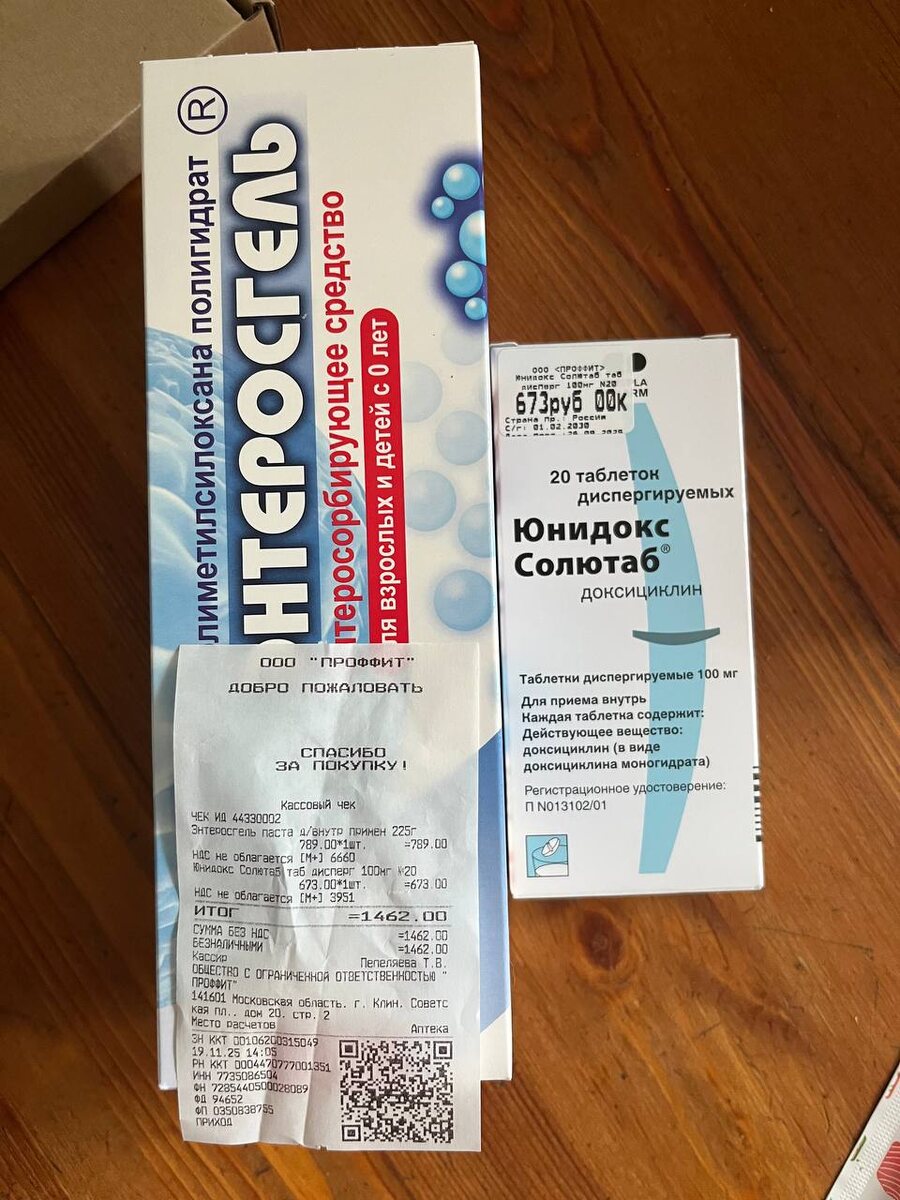 ®
лиметилсилоксана полигидрат
НТЕРОСГЕЛЬ
нтеросорбирующее средство
ля взрослых и детей с 0 лет
ООО <ПРОФФИТ>
Юнидокс Солютаб таб
дисперг 100мг N20
673руб 00к
Страна пр.: Россия
С/г: 01.02.2030
LA
RM
20 таблеток
диспергируемых
Юнидокс
Солютаб®
доксициклин
Таблетки диспергируемые 100 мг
Для приема внутрь
Каждая таблетка содержит:
Действующее вещество:
доксициклин (в виде
доксициклина моногидрата)
Регистрационное удостоверение:
П N013102/01
ООО "ПРОФФИТ"
ДОБРО ПОЖАЛОВАТЬ
СПАСИБО
ЗА ПОКУПКУ!
Кассовый чек
ЧЕК ИД 44330002
Энтеросгель паста д/внутр примен 225г
789.00*1шт. =789.00
НДС не облагается [М+] 6660
Юнидокс Солютаб таб дисперг 100мг №20
673.00*1шт. =673.00
НДС не облагается [М+] 3951
ИТОГ =1462.00
СУММА БЕЗ НДС =1462.00
БЕЗНАЛИЧНЫМИ =1462.00
Кассир Пепеляева Т.В.
ОБЩЕСТВО С ОГРАНИЧЕННОЙ ОТВЕТСТВЕННОСТЬЮ "
ПРОФФИТ"
141601 Московская область. г. Клин. Советс
кая пл.. дом 20. стр. 2
Место расчетов Аптека
ЗН ККТ 00106200315049
19.11.25 14:05
РН ККТ 0004470777001351
ИНН 7735086504
ФН 7285440500028089
ФД 94652
ФП 0350838755
ПРИХОД